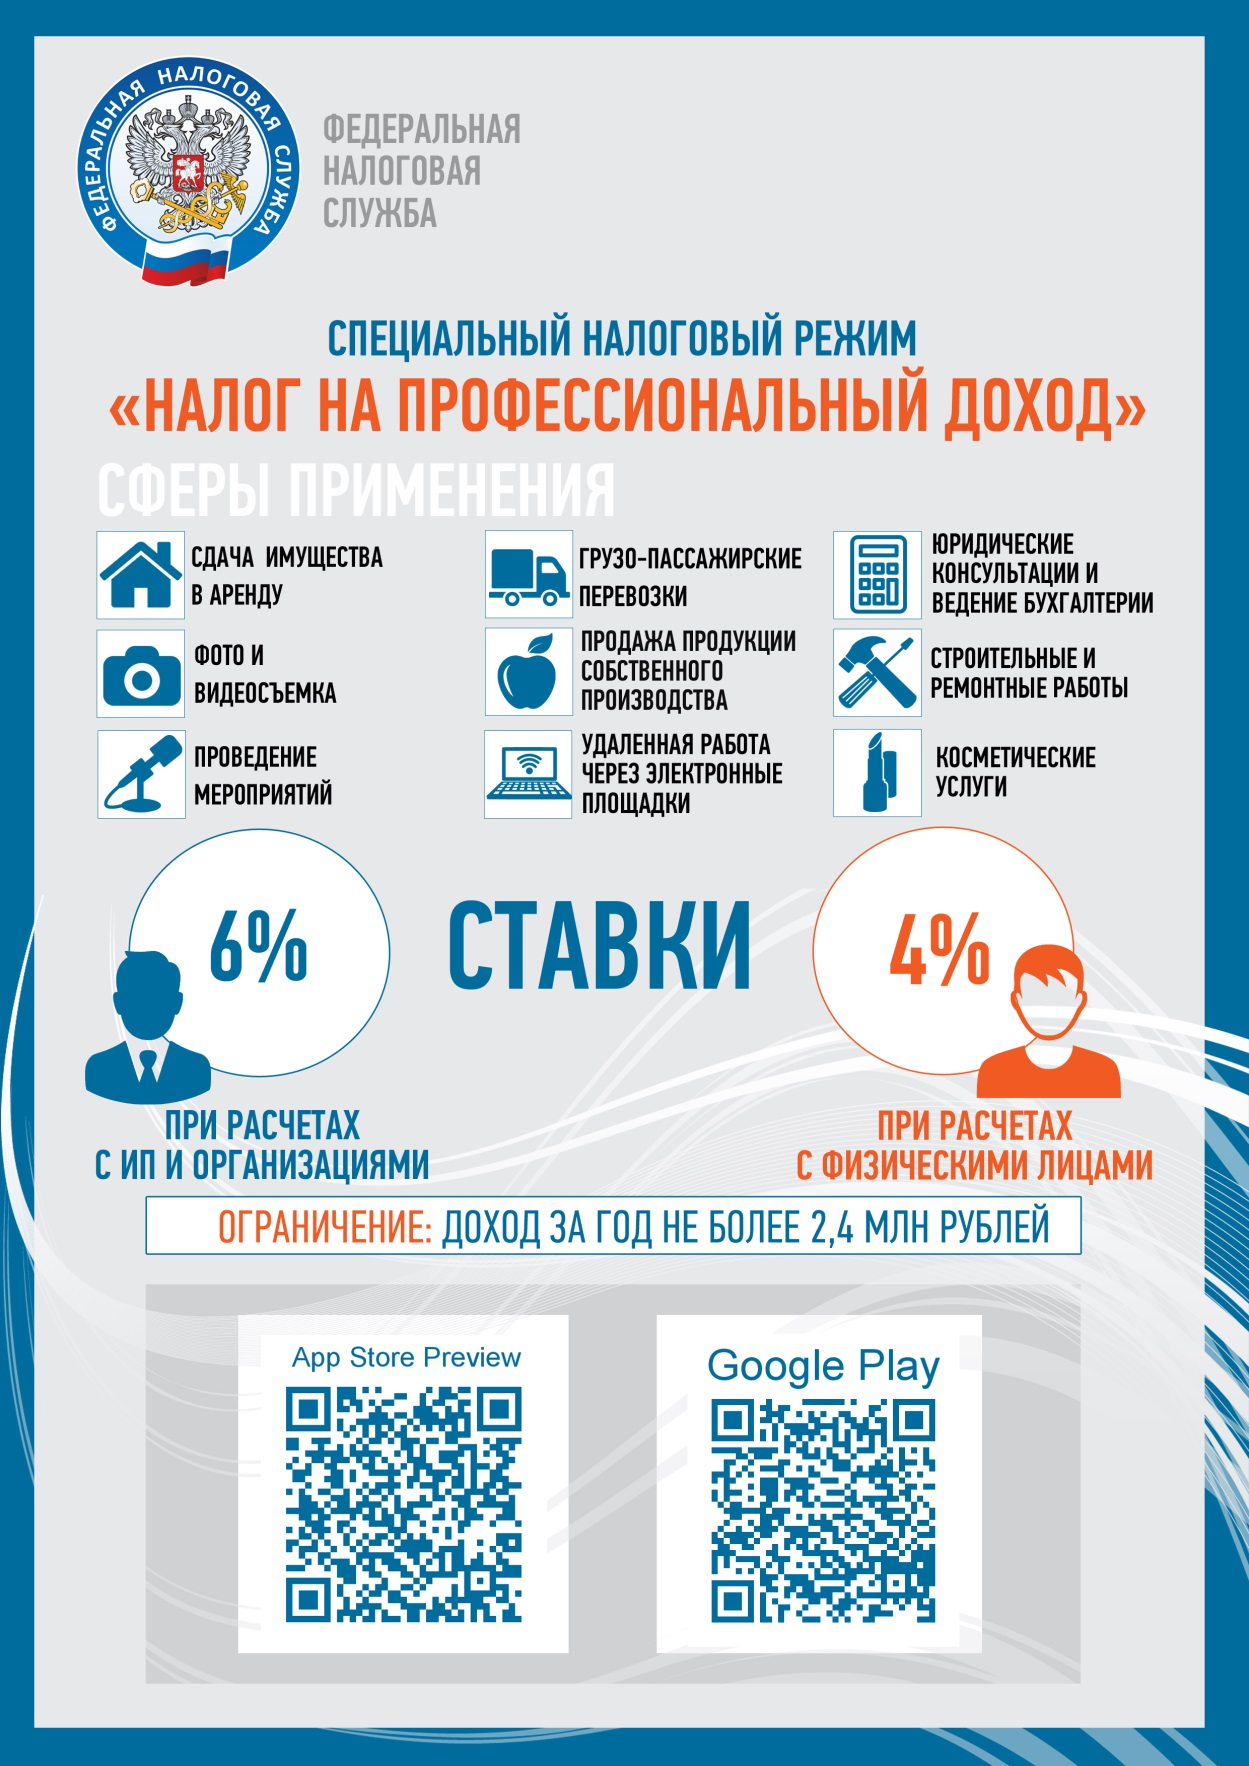 ФЕДЕРАЛЬНАЯ НАЛОГОВАЯ СЛУЖБА
ФЕДЕРАЛЬНАЯ
НАЛОГОВАЯ
СЛУЖБА
СПЕЦИАЛЬНЫЙ НАЛОГОВЫЙ РЕЖИМ
«НАЛОГ НА ПРОФЕССИОНАЛЬНЫЙ ДОХОД»
СФЕРЫ ПРИМЕНЕНИЯ
СДАЧА ИМУЩЕСТВА
В АРЕНДУ
ГРУЗО-ПАССАЖИРСКИЕ
ПЕРЕВОЗКИ
ЮРИДИЧЕСКИЕ
КОНСУЛЬТАЦИИ И
ВЕДЕНИЕ БУХГАЛТЕРИИ
ФОТО И
ВИДЕОСЪЕМКА
ПРОДАЖА ПРОДУКЦИИ
СОБСТВЕННОГО
ПРОИЗВОДСТВА
СТРОИТЕЛЬНЫЕ И
РЕМОНТНЫЕ РАБОТЫ
ПРОВЕДЕНИЕ
МЕРОПРИЯТИЙ
УДАЛЕННАЯ РАБОТА
ЧЕРЕЗ ЭЛЕКТРОННЫЕ
ПЛОЩАДКИ
КОСМЕТИЧЕСКИЕ
УСЛУГИ
6%
СТАВКИ
4%
ПРИ РАСЧЕТАХ
С ИП И ОРГАНИЗАЦИЯМИ
ПРИ РАСЧЕТАХ
С ФИЗИЧЕСКИМИ ЛИЦАМИ
ОГРАНИЧЕНИЕ: ДОХОД ЗА ГОД НЕ БОЛЕЕ 2,4 МЛН РУБЛЕЙ
App Store Preview
Google Play